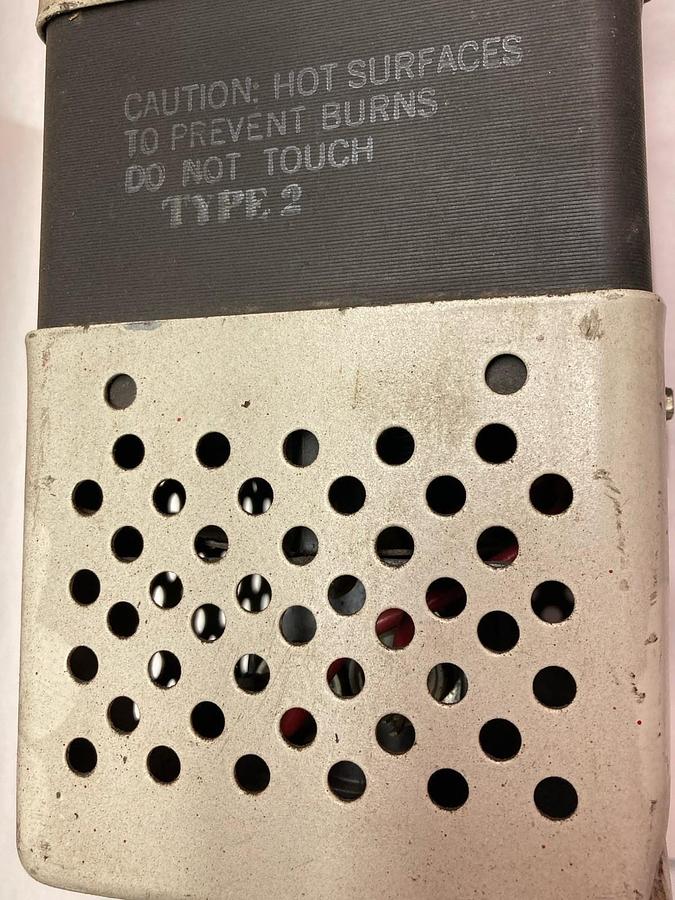 CAUTION: HOT SURFACES
TO PREVENT BURNS
DO NOT TOUCH
TYPE 2